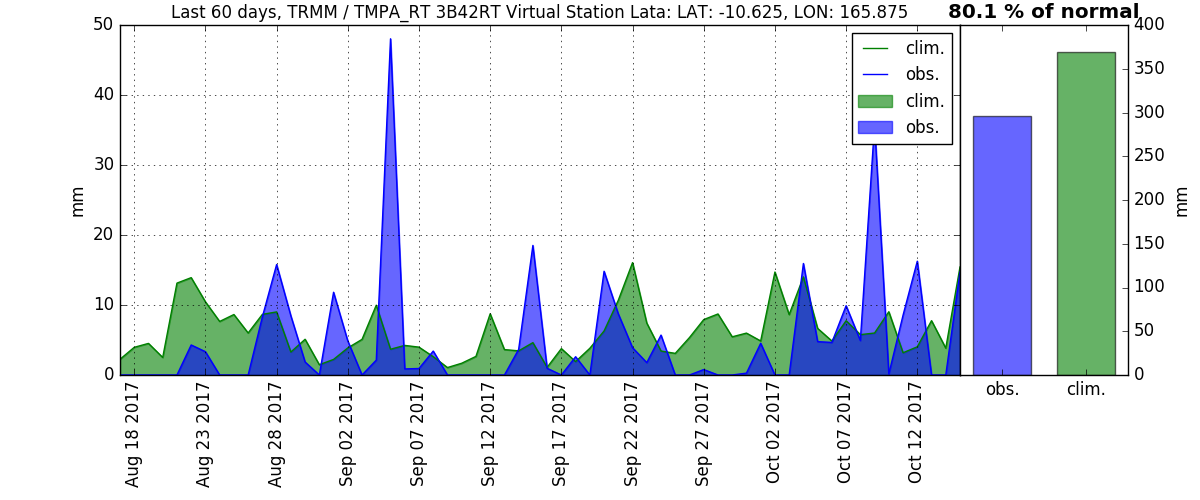 Last 60 days, TRMM / TMPA_RT 3B42RT Virtual Station Lata: LAT: -10.625, LON: 165.875
80.1 % of normal
50
40
30
20
10
0
mm
clim.
obs.
clim.
obs.
400
350
300
250
200
150
100
50
0
mm
Aug 18 2017
Aug 23 2017
Aug 28 2017
Sep 02 2017
Sep 07 2017
Sep 12 2017
Sep 17 2017
Sep 22 2017
Sep 27 2017
Oct 02 2017
Oct 07 2017
Oct 12 2017
obs.
clim.